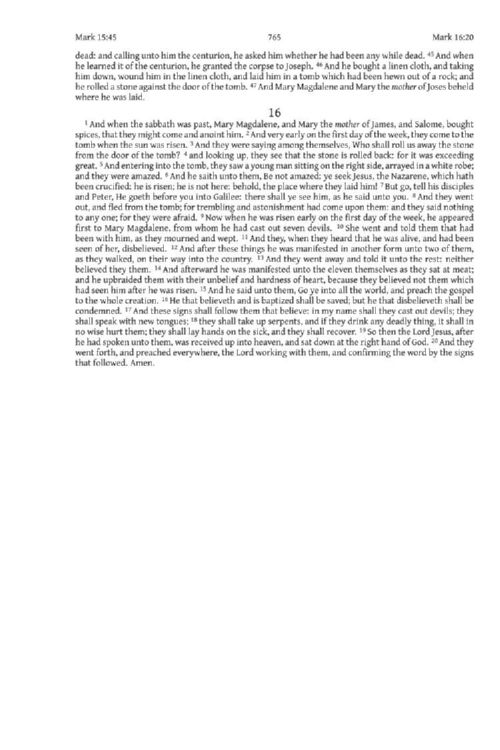 Mark 15:45 765 Mark 16:20
dead: and calling unto him the centurion, he asked him whether he had been any while dead. 45 And when
he learned it of the centurion, he granted the corpse to Joseph. 46 And he bought a linen cloth, and taking
him down, wound him in the linen cloth, and laid him in a tomb which had been hewn out of a rock; and
he rolled a stone against the door of the tomb. 47 And Mary Magdalene and Mary the mother of Joses beheld
where he was laid.
16
1 And when the sabbath was past, Mary Magdalene, and Mary the mother of James, and Salome, bought
spices, that they might come and anoint him. 2 And very early on the first day of the week, they come to the
tomb when the sun was risen. 3 And they were saying among themselves, Who shall roll us away the stone
from the door of the tomb? 4 and looking up, they see that the stone is rolled back: for it was exceeding
great. 5 And entering into the tomb, they saw a young man sitting on the right side, arrayed in a white robe;
and they were amazed. 6 And he saith unto them, Be not amazed: ye seek Jesus, the Nazarene, which hath
been crucified: he is risen; he is not here: behold, the place where they laid him! 7 But go, tell his disciples
and Peter, He goeth before you into Galilee: there shall ye see him, as he said unto you. 8 And they went
out, and fled from the tomb; for trembling and astonishment had come upon them: and they said nothing
to any one; for they were afraid. 9 Now when he was risen early on the first day of the week, he appeared
first to Mary Magdalene, from whom he had cast out seven devils. 10 She went and told them that had
been with him, as they mourned and wept. 11 And they, when they heard that he was alive, and had been
seen of her, disbelieved. 12 And after these things he was manifested in another form unto two of them,
as they walked, on their way into the country. 13 And they went away and told it unto the rest: neither
believed they them. 14 And afterward he was manifested unto the eleven themselves as they sat at meat;
and he upbraided them with their unbelief and hardness of heart, because they believed not them which
had seen him after he was risen. 15 And he said unto them, Go ye into all the world, and preach the gospel
to the whole creation. 16 He that believeth and is baptized shall be saved; but he that disbelieveth shall be
condemned. 17 And these signs shall follow them that believe: in my name shall they cast out devils; they
shall speak with new tongues; 18 they shall take up serpents, and if they drink any deadly thing, it shall in
no wise hurt them; they shall lay hands on the sick, and they shall recover. 19 So then the Lord Jesus, after
he had spoken unto them, was received up into heaven, and sat down at the right hand of God. 20 And they
went forth, and preached everywhere, the Lord working with them, and confirming the word by the signs
that followed. Amen.